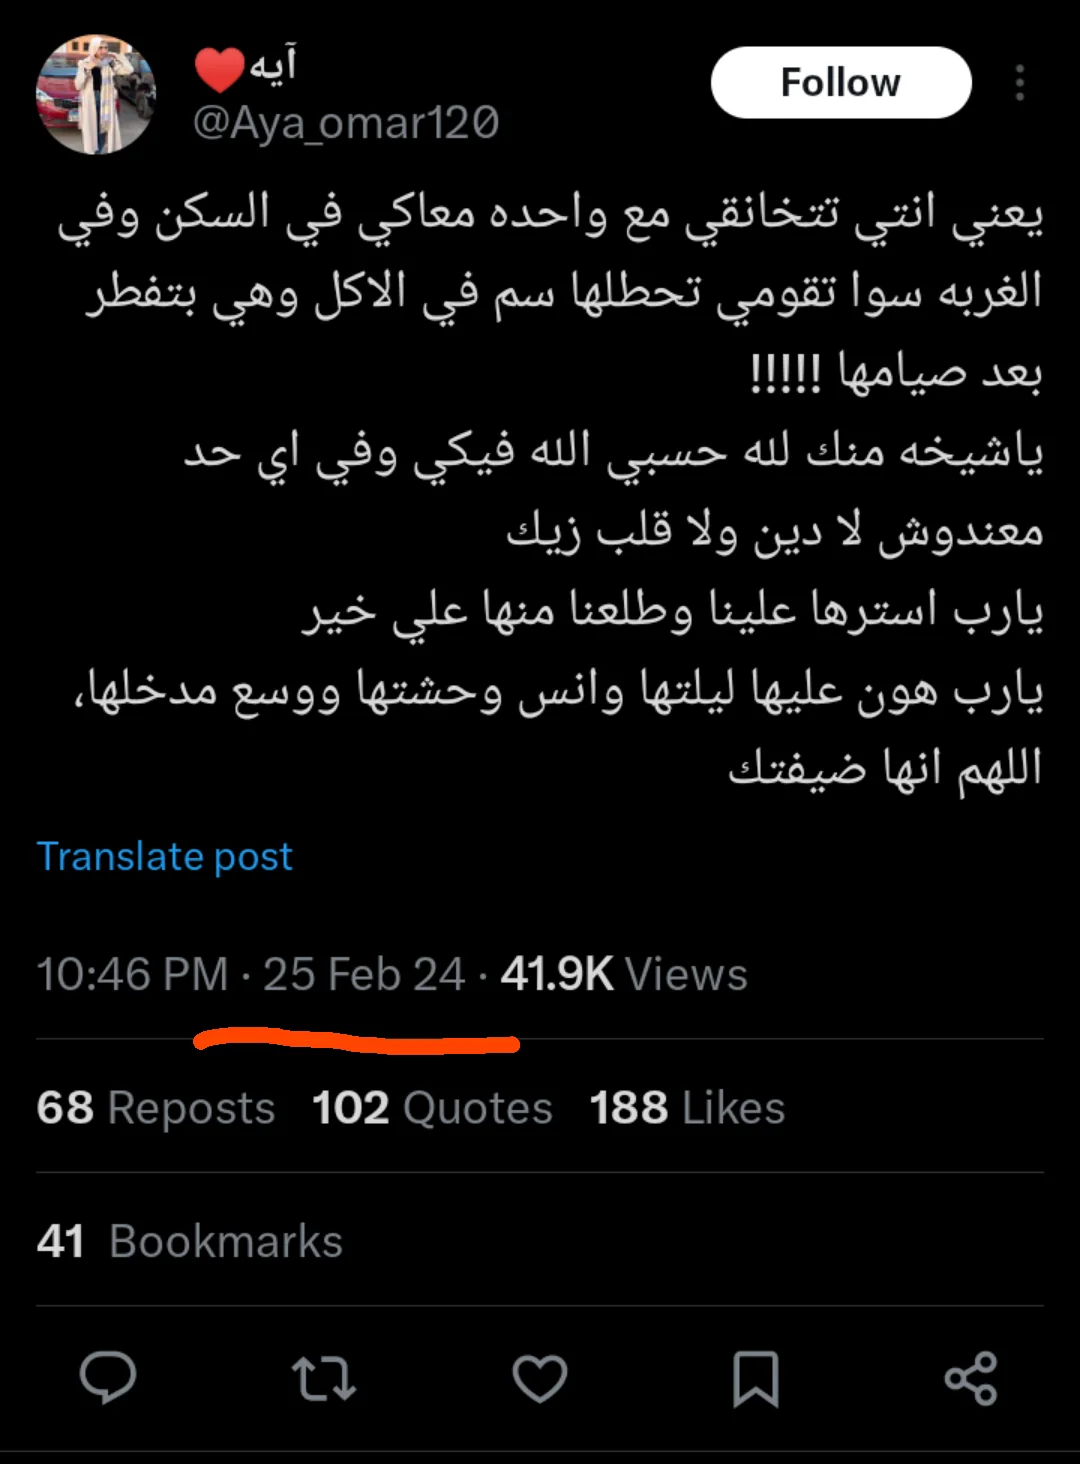 آيه❤️
@Aya_omar120
Follow
يعني انتي تتخانقي مع واحده معاكي في السكن وفي
الغربه سوا تقومي تحطلها سم في الاكل وهي بتفطر
بعد صيامها !!!!!
ياشيخه منك لله حسبي الله فيكي وفي اي حد
معندوش لا دين ولا قلب زيك
يارب استرها علينا وطلعنا منها علي خير
يارب هون عليها ليلتها وانس وحشتها ووسع مدخلها،
اللهم انها ضيفتك
Translate post
10:46 PM · 25 Feb 24 · 41.9K Views
68 Reposts 102 Quotes 188 Likes
41 Bookmarks